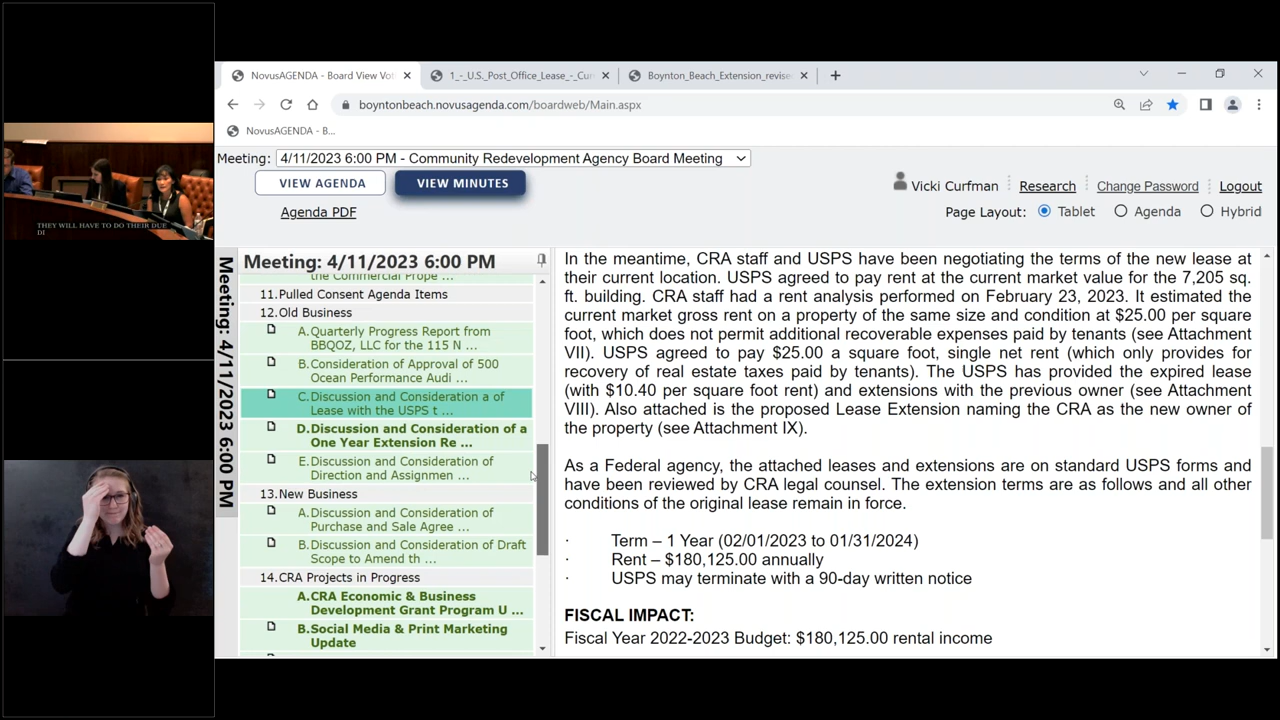 NovusAGENDA - Board View Vot
1_-_U.S._Post_Office_Lease_-_Cur
Boynton_Beach_Extension_revise
boyntonbeach.novusagenda.com/boardweb/Main.aspx
NovusAGENDA - B...
Meeting: 4/11/2023 6:00 PM - Community Redevelopment Agency Board Meeting
VIEW AGENDA
VIEW MINUTES
Agenda PDF
Vicki Curfman
Research
Change Password
Logout
Page Layout:
Tablet
Agenda
Hybrid
THEY WILL HAVE TO DO THEIR DUE
DI
Meeting: 4/11/2023 6:00 PM
Meeting: 4/11/2023 6:00 PM
the Commercial Prope ...
11.Pulled Consent Agenda Items
12.Old Business
A.Quarterly Progress Report from
BBQOZ, LLC for the 115 N ...
B.Consideration of Approval of 500
Ocean Performance Audi ...
C.Discussion and Consideration a of
Lease with the USPS t ...
D.Discussion and Consideration of a
One Year Extension Re ...
E.Discussion and Consideration of
Direction and Assignmen ...
13.New Business
A.Discussion and Consideration of
Purchase and Sale Agree ...
B.Discussion and Consideration of Draft
Scope to Amend th ...
14.CRA Projects in Progress
A.CRA Economic & Business
Development Grant Program U ...
B.Social Media & Print Marketing
Update
In the meantime, CRA staff and USPS have been negotiating the terms of the new lease at
their current location. USPS agreed to pay rent at the current market value for the 7,205 sq.
ft. building. CRA staff had a rent analysis performed on February 23, 2023. It estimated the
current market gross rent on a property of the same size and condition at $25.00 per square
foot, which does not permit additional recoverable expenses paid by tenants (see Attachment
VII). USPS agreed to pay $25.00 a square foot, single net rent (which only provides for
recovery of real estate taxes paid by tenants). The USPS has provided the expired lease
(with $10.40 per square foot rent) and extensions with the previous owner (see Attachment
VIII). Also attached is the proposed Lease Extension naming the CRA as the new owner of
the property (see Attachment IX).
As a Federal agency, the attached leases and extensions are on standard USPS forms and
have been reviewed by CRA legal counsel. The extension terms are as follows and all other
conditions of the original lease remain in force.
· Term – 1 Year (02/01/2023 to 01/31/2024)
· Rent – $180,125.00 annually
· USPS may terminate with a 90-day written notice
FISCAL IMPACT:
Fiscal Year 2022-2023 Budget: $180,125.00 rental income